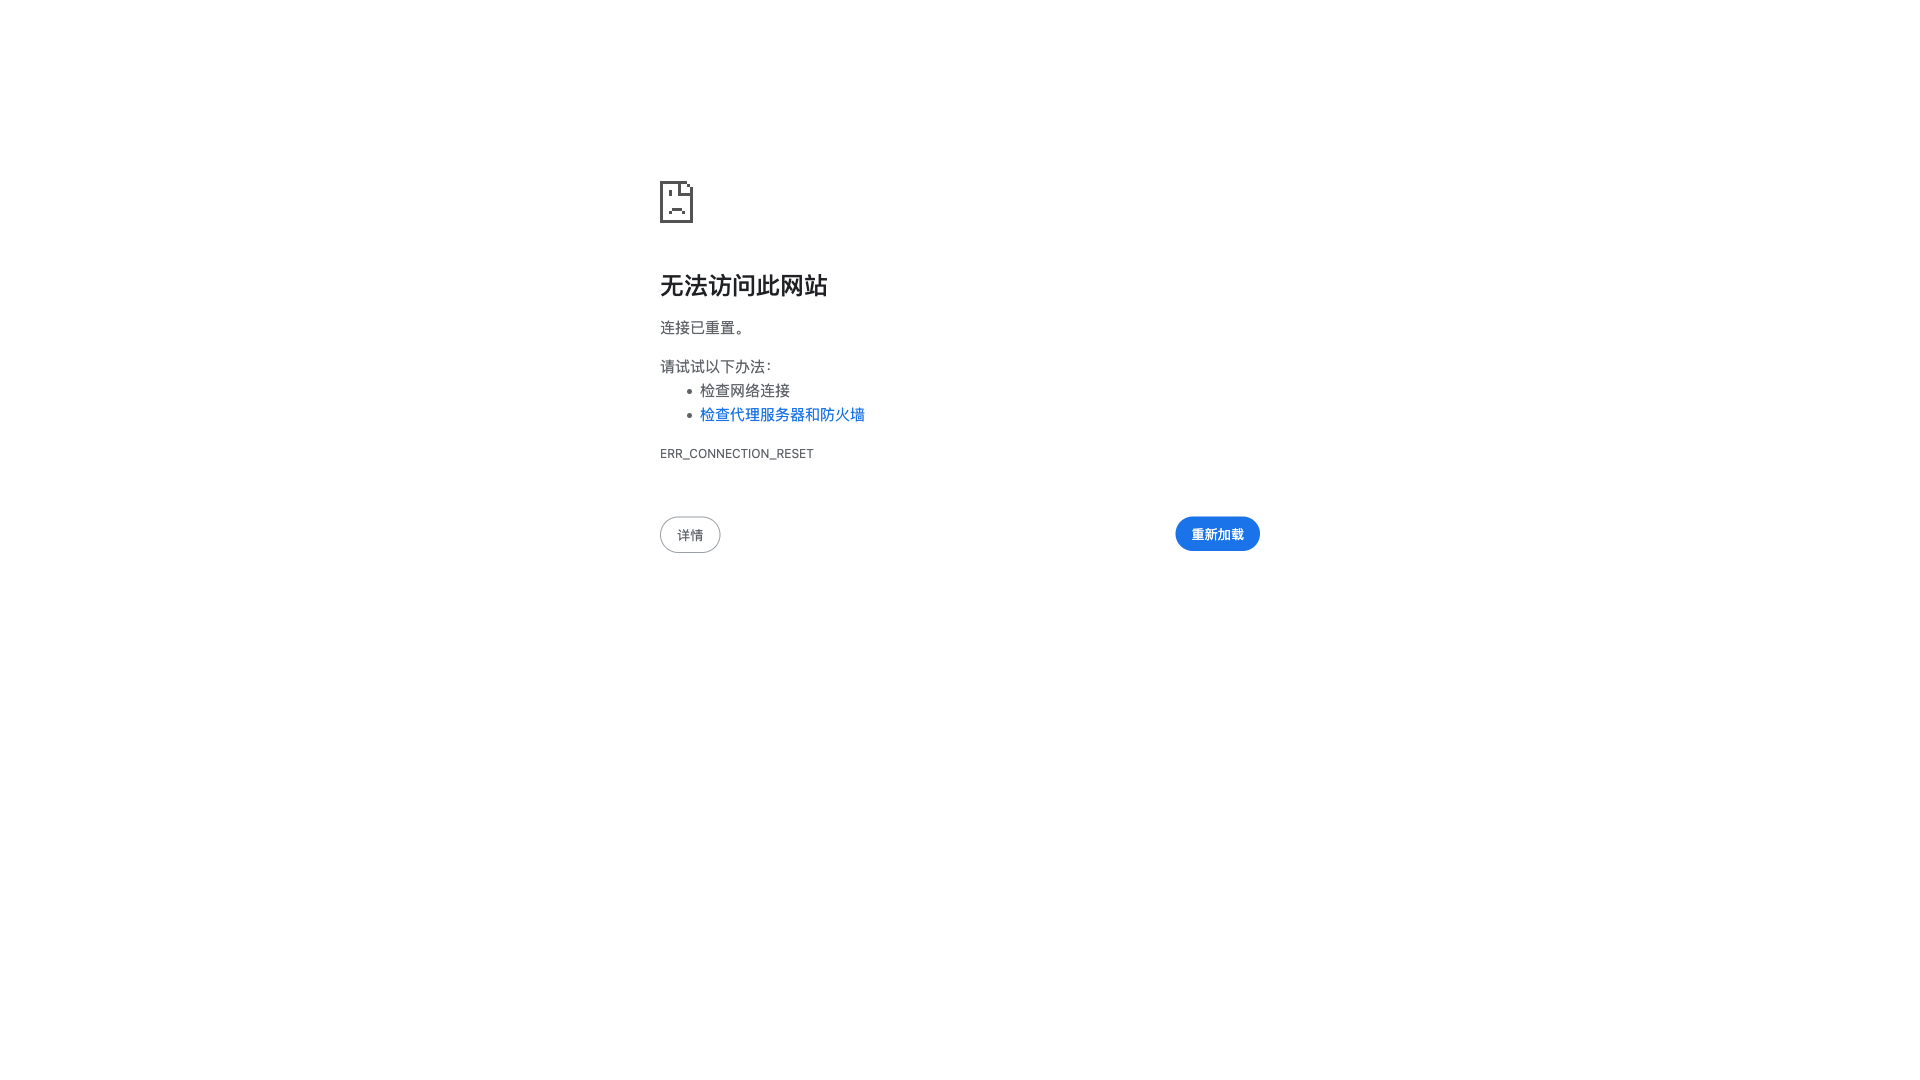 无法访问此网站
连接已重置。
请试试以下办法：
检查网络连接
检查代理服务器和防火墙
ERR_CONNECTION_RESET
详情
重新加载